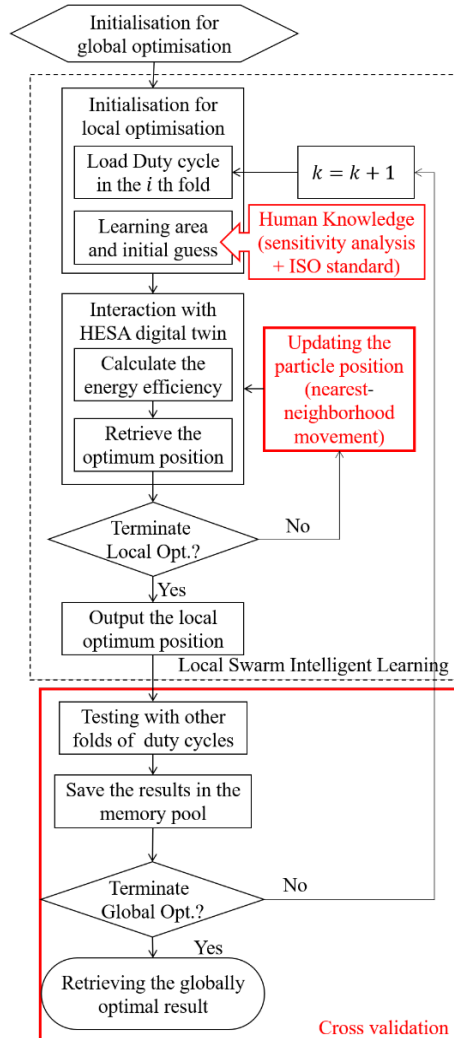 Initialisation for
global optimisation
Initialisation for
local optimisation
Load Duty cycle
in the i th fold
k = k + 1
Learning area
and initial guess
Human Knowledge
(sensitivity analysis
+ ISO standard)
Interaction with
HESA digital twin
Calculate the
energy efficiency
Retrieve the
optimum position
Updating the
particle position
(nearest-
neighborhood
movement)
Terminate
Local Opt.?
No
Yes
Output the local
optimum position
Local Swarm Intelligent Learning
Testing with other
folds of duty cycles
Save the results in the
memory pool
Terminate
Global Opt.?
No
Yes
Retrieving the globally
optimal result
Cross validation